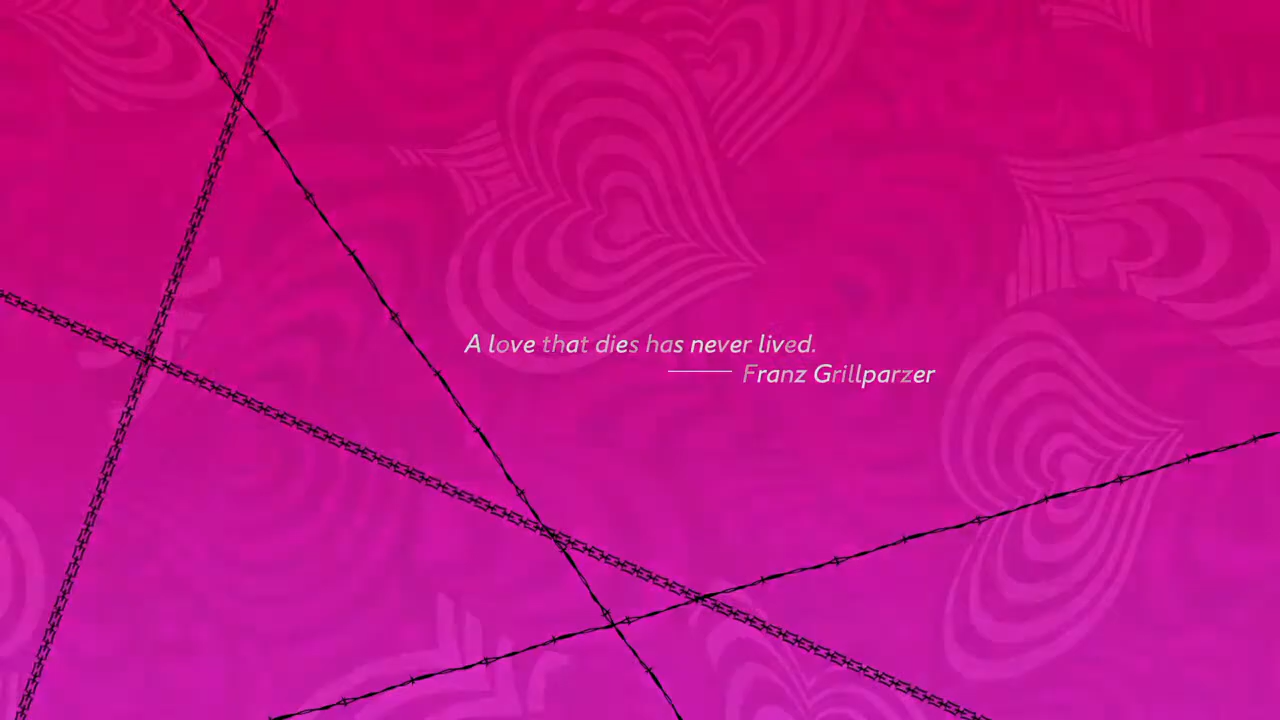 A love that dies has never lived.
—— Franz Grillparzer